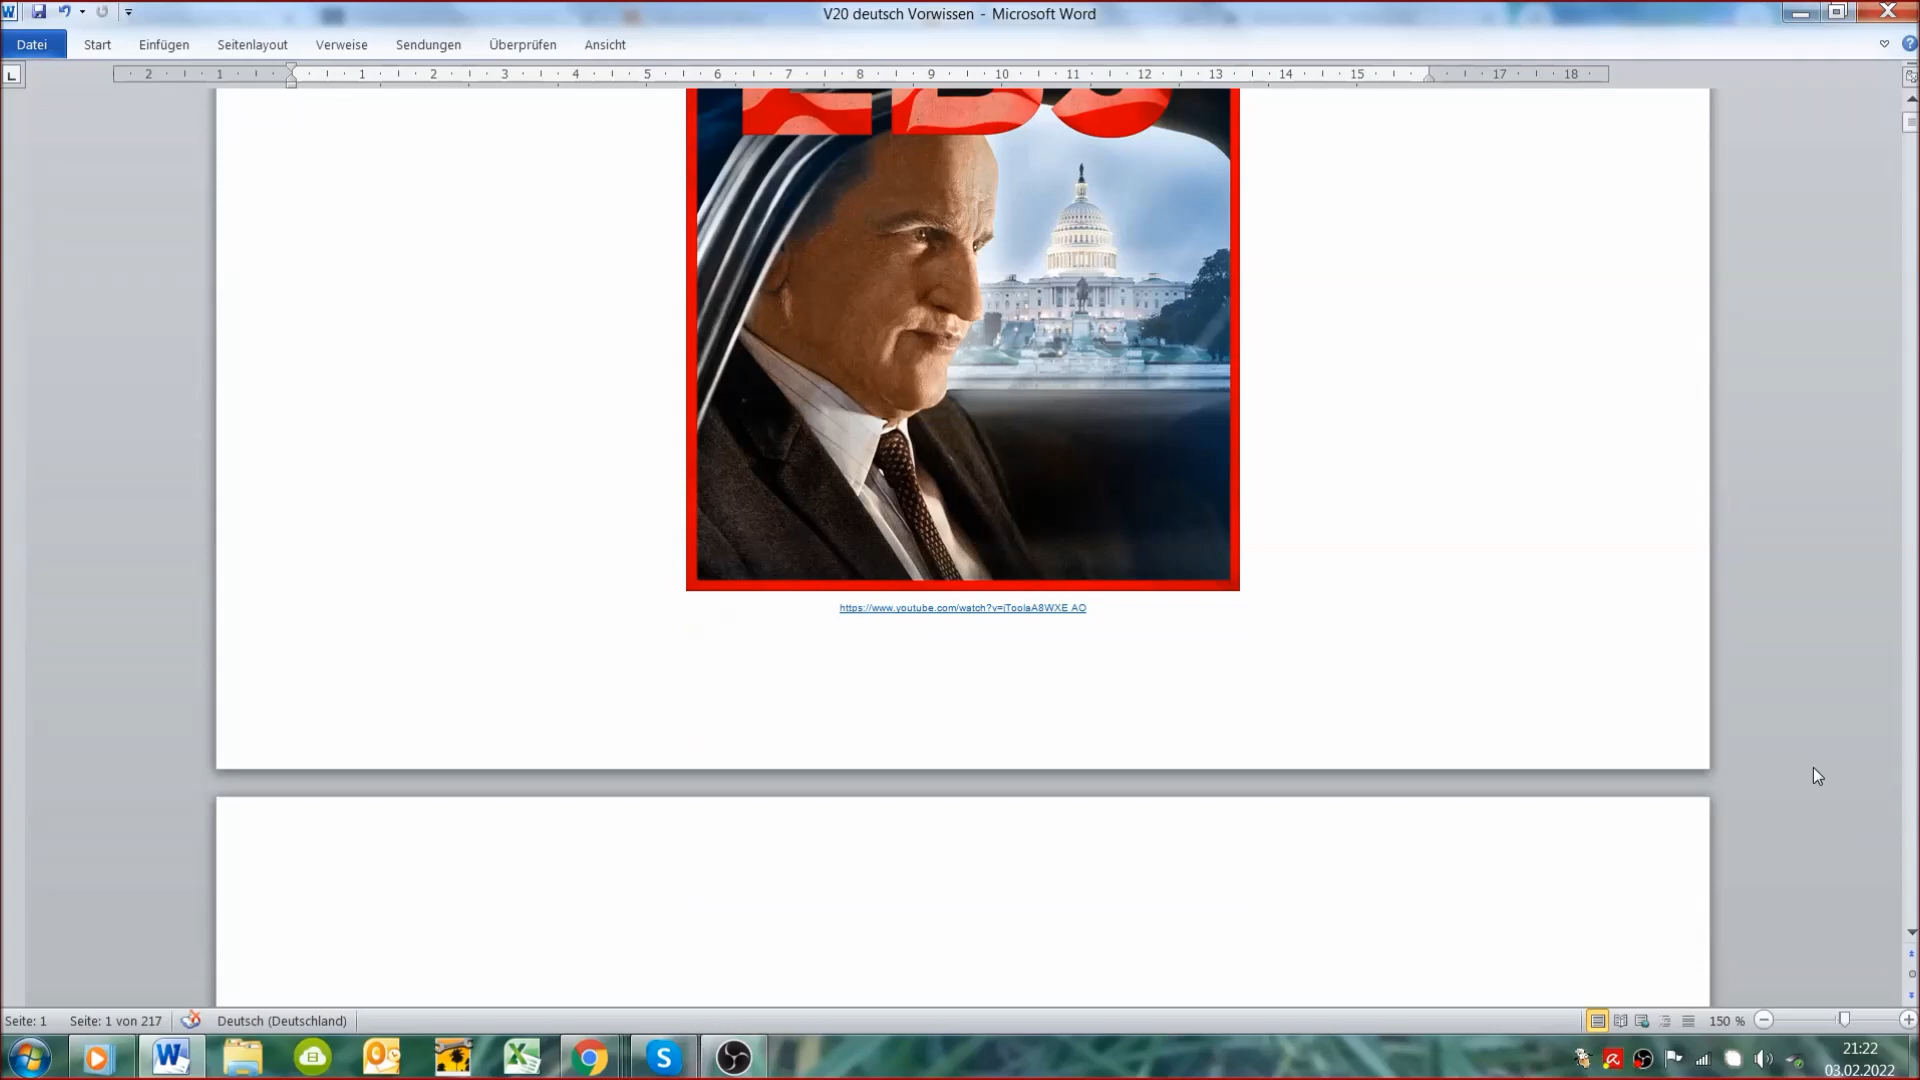 V20 deutsch Vorwissen - Microsoft Word
Datei Start Einfügen Seitenlayout Verweise Sendungen Überprüfen Ansicht
2 1 1 2 3 4 5 6 7 8 9 10 11 12 13 14 15 17 18
LBJ
https://www.youtube.com/watch?v=iToolaA8WXE_AO
Seite: 1 Seite: 1 von 217 Deutsch (Deutschland) 150 %
21:22
03.02.2022